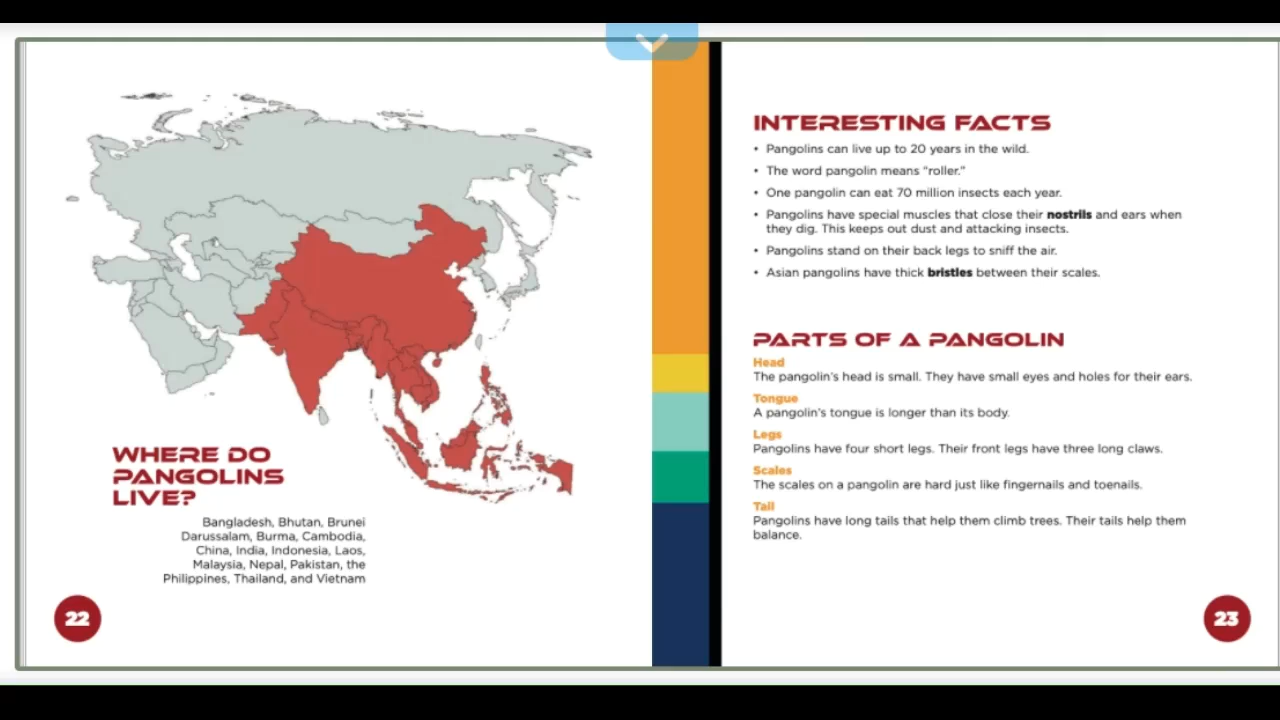 WHERE DO
PANGOLINS
LIVE?
Bangladesh, Bhutan, Brunei
Darussalam, Burma, Cambodia,
China, India, Indonesia, Laos,
Malaysia, Nepal, Pakistan, the
Philippines, Thailand, and Vietnam
22
INTERESTING FACTS
• Pangolins can live up to 20 years in the wild.
• The word pangolin means “roller.”
• One pangolin can eat 70 million insects each year.
• Pangolins have special muscles that close their nostrils and ears when
they dig. This keeps out dust and attacking insects.
• Pangolins stand on their back legs to sniff the air.
• Asian pangolins have thick bristles between their scales.
PARTS OF A PANGOLIN
Head
The pangolin’s head is small. They have small eyes and holes for their ears.
Tongue
A pangolin’s tongue is longer than its body.
Legs
Pangolins have four short legs. Their front legs have three long claws.
Scales
The scales on a pangolin are hard just like fingernails and toenails.
Tail
Pangolins have long tails that help them climb trees. Their tails help them
balance.
23